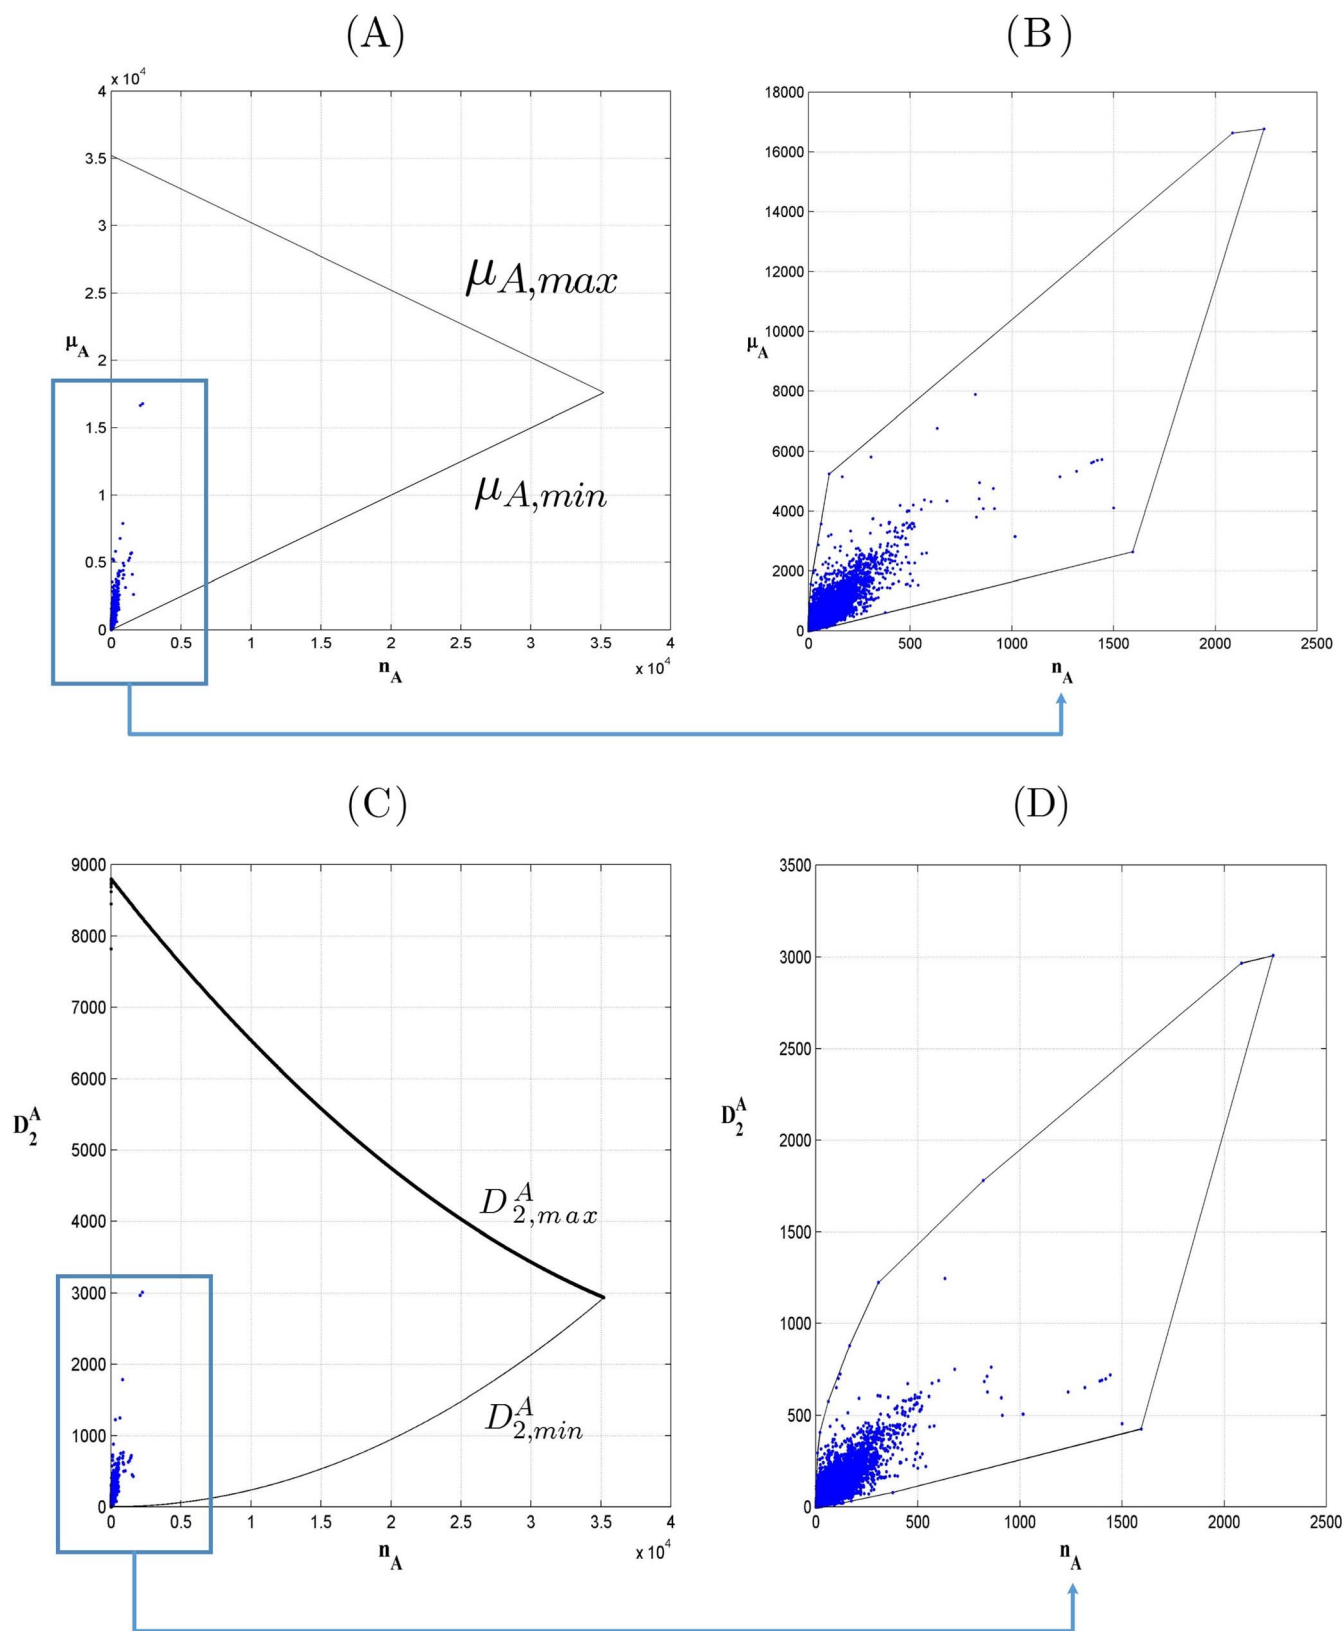 (A)
x 10^4
4
3.5
3
2.5
2
1.5
1
0.5
0
μ_A
μ_{A,max}
μ_{A,min}
0 0.5 1 1.5 2 2.5 3 3.5 4
n_A
x 10^4
(B)
18000
16000
14000
12000
10000
8000
6000
4000
2000
0
μ_A
0 500 1000 1500 2000 2500
n_A
(C)
9000
8000
7000
6000
5000
4000
3000
2000
1000
0
D_2^A
D_{2,max}^A
D_{2,min}^A
0 0.5 1 1.5 2 2.5 3 3.5 4
n_A
x 10^4
(D)
3500
3000
2500
2000
1500
1000
500
0
D_2^A
0 500 1000 1500 2000 2500
n_A